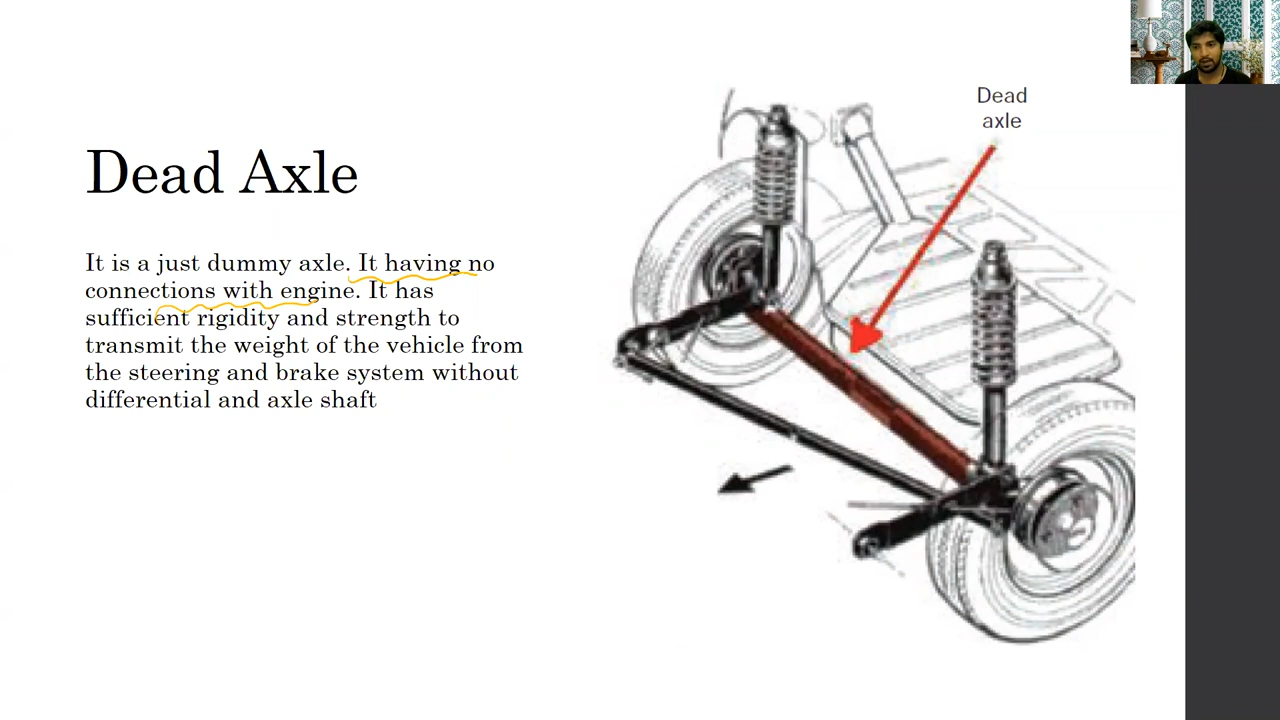 Dead Axle
It is a just dummy axle. It having no
connections with engine. It has
sufficient rigidity and strength to
transmit the weight of the vehicle from
the steering and brake system without
differential and axle shaft
Dead
axle